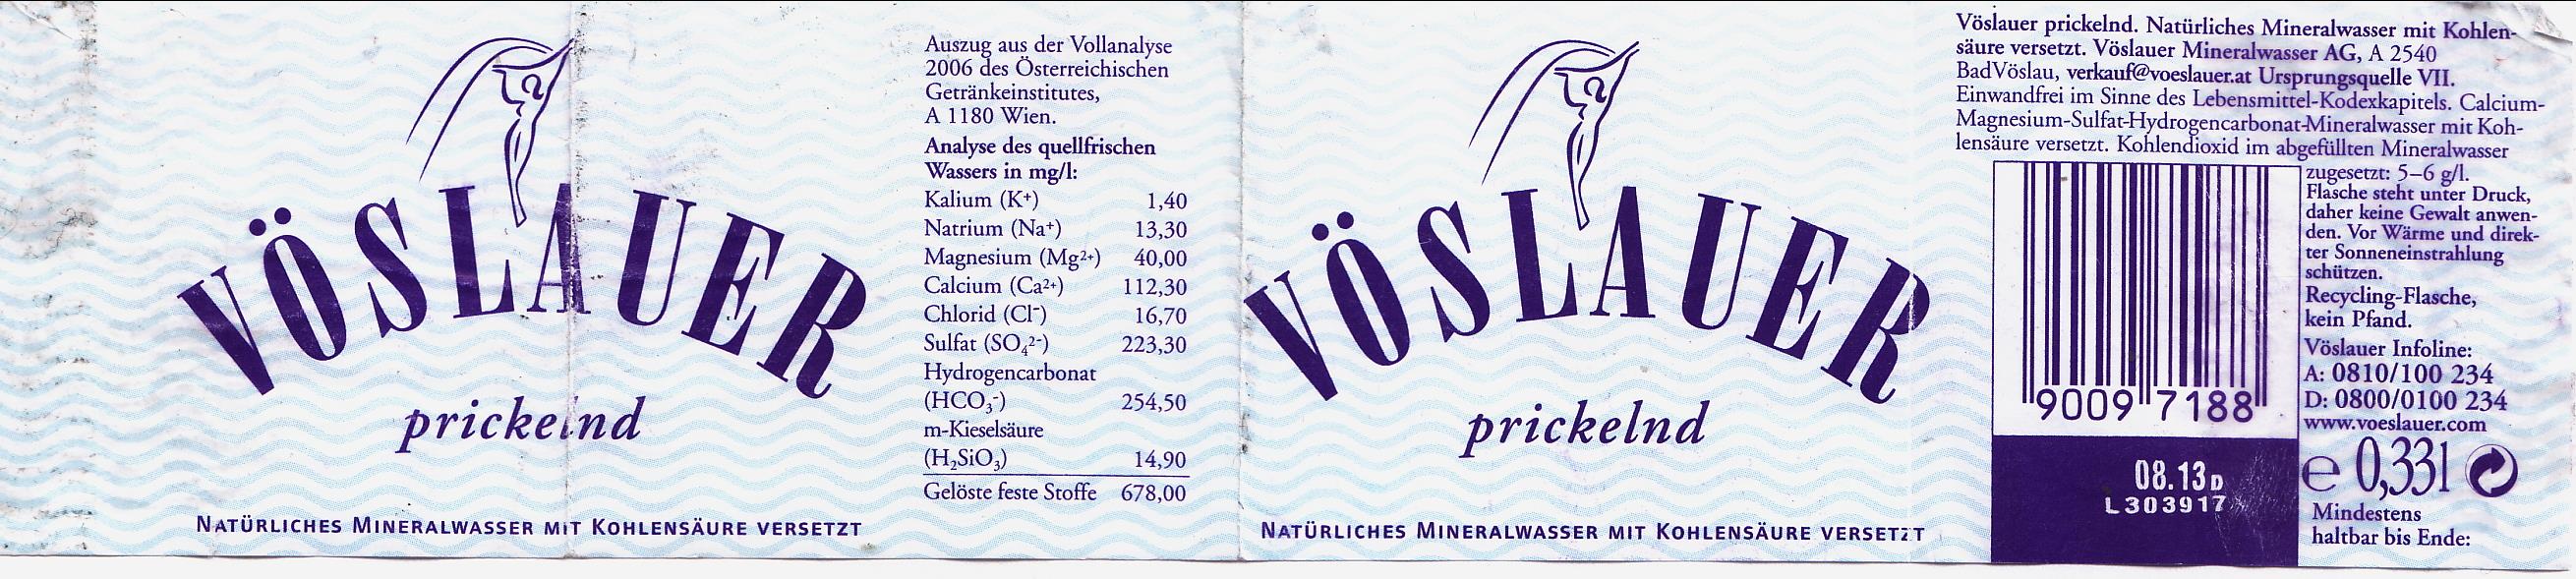 VÖSLAUER
prickelnd
NATÜRLICHES MINERALWASSER MIT KOHLENSÄURE VERSETZT
Auszug aus der Vollanalyse
2006 des Österreichischen
Getränkeinstitutes,
A 1180 Wien.
Analyse des quellfrischen
Wassers in mg/l:
Kalium (K⁺) 1,40
Natrium (Na⁺) 13,30
Magnesium (Mg²⁺) 40,00
Calcium (Ca²⁺) 112,30
Chlorid (Cl⁻) 16,70
Sulfat (SO₄²⁻) 223,30
Hydrogencarbonat
(HCO₃⁻) 254,50
m-Kieselsäure
(H₂SiO₃) 14,90
Gelöste feste Stoffe 678,00
VÖSLAUER
prickelnd
NATÜRLICHES MINERALWASSER MIT KOHLENSÄURE VERSETZT
Vöslauer prickelnd. Natürliches Mineralwasser mit Kohlen-
säure versetzt. Vöslauer Mineralwasser AG, A 2540
Bad Vöslau, verkauf@voeslauer.at Ursprungsquelle VII.
Einwandfrei im Sinne des Lebensmittel-Kodexkapitels. Calcium-
Magnesium-Sulfat-Hydrogencarbonat-Mineralwasser mit Koh-
lensäure versetzt. Kohlendioxid im abgefüllten Mineralwasser
zugesetzt: 5–6 g/l.
Flasche steht unter Druck,
daher keine Gewalt anwen-
den. Vor Wärme und direk-
ter Sonneneinstrahlung
schützen.
Recycling-Flasche,
kein Pfand.
Vöslauer Infoline:
A: 0810/100 234
D: 0800/0100 234
www.voeslauer.com
e 0,33l
Mindestens
haltbar bis Ende:
9009 7188
08.13D
L303917